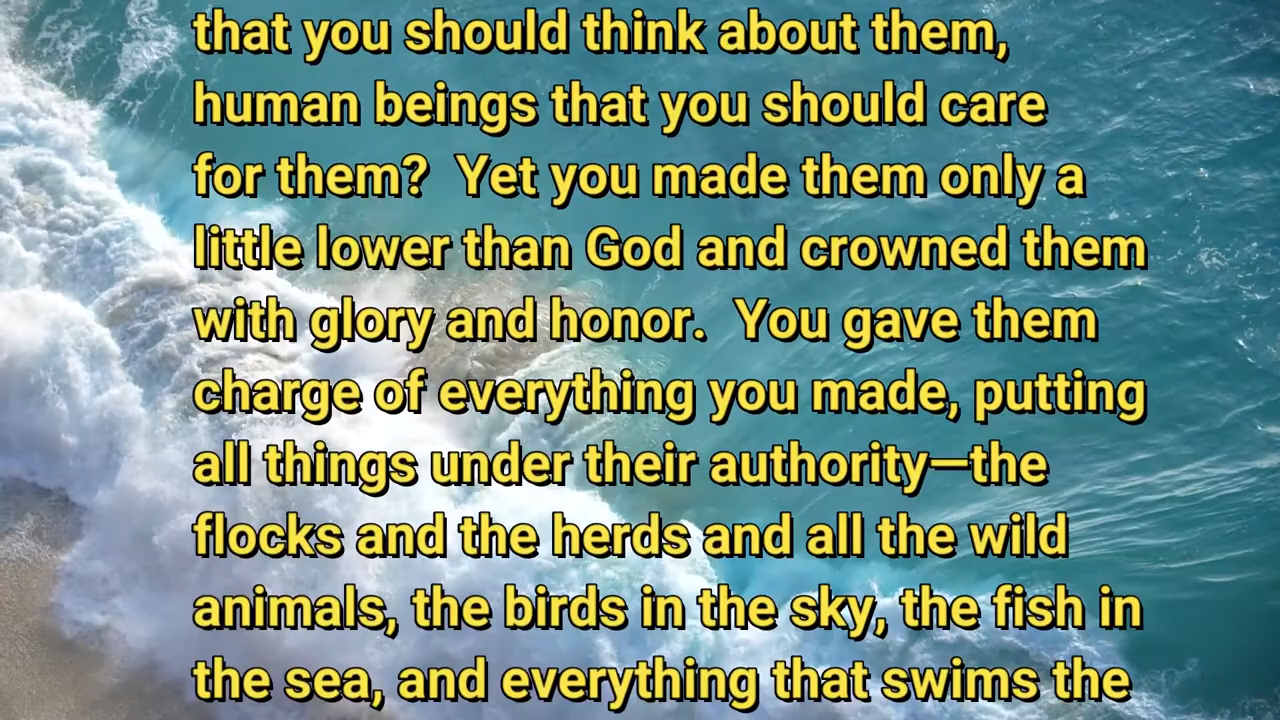 that you should think about them,
human beings that you should care
for them?  Yet you made them only a
little lower than God and crowned them
with glory and honor.  You gave them
charge of everything you made, putting
all things under their authority—the
flocks and the herds and all the wild
animals, the birds in the sky, the fish in
the sea, and everything that swims the